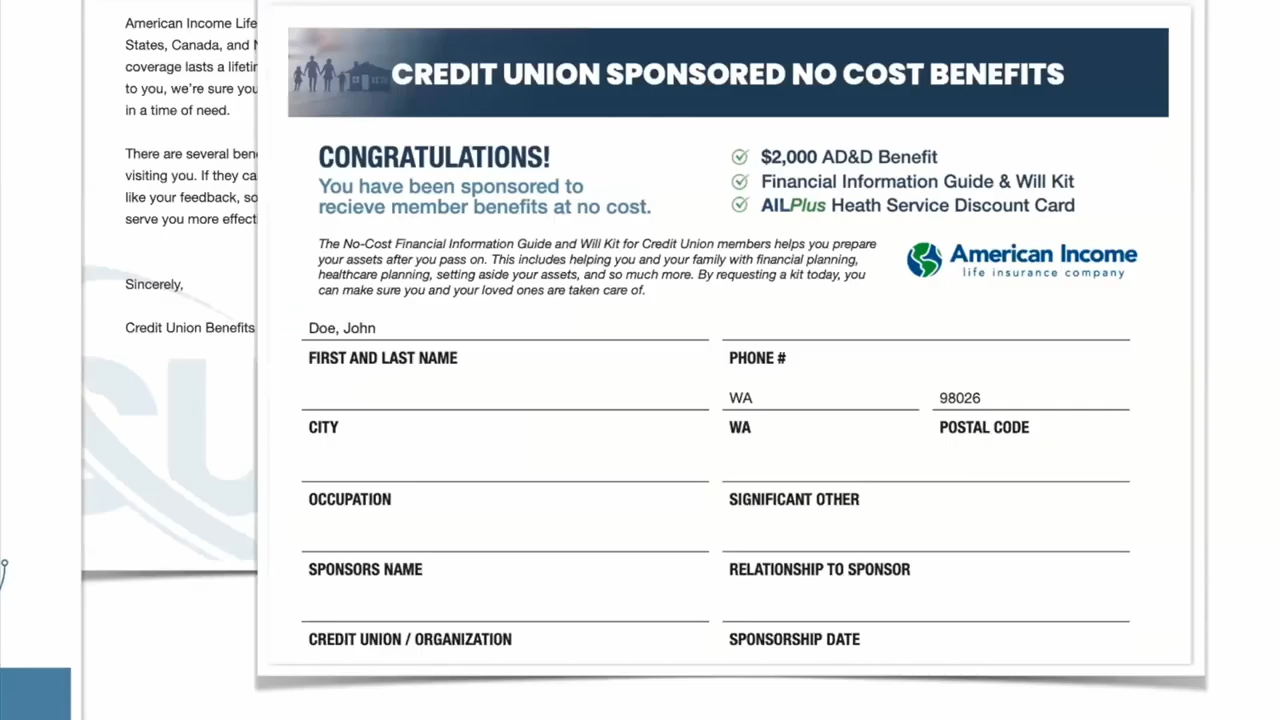 American Income Life
States, Canada, and
coverage lasts a
to you, we're sure you
in a time of need.
There are several
visiting you. If they
like your feedback, so
serve you more
Sincerely,
Credit Union Benefits
CREDIT UNION SPONSORED NO COST BENEFITS
CONGRATULATIONS!
You have been sponsored to
recieve member benefits at no cost.
$2,000 AD&D Benefit
Financial Information Guide & Will Kit
AILPlus Heath Service Discount Card
The No-Cost Financial Information Guide and Will Kit for Credit Union members helps you prepare
your assets after you pass on. This includes helping you and your family with financial planning,
healthcare planning, setting aside your assets, and so much more. By requesting a kit today, you
can make sure you and your loved ones are taken care of.
American Income
life insurance company
Doe, John
FIRST AND LAST NAME
PHONE #
WA
98026
CITY
WA
POSTAL CODE
OCCUPATION
SIGNIFICANT OTHER
SPONSORS NAME
RELATIONSHIP TO SPONSOR
CREDIT UNION / ORGANIZATION
SPONSORSHIP DATE